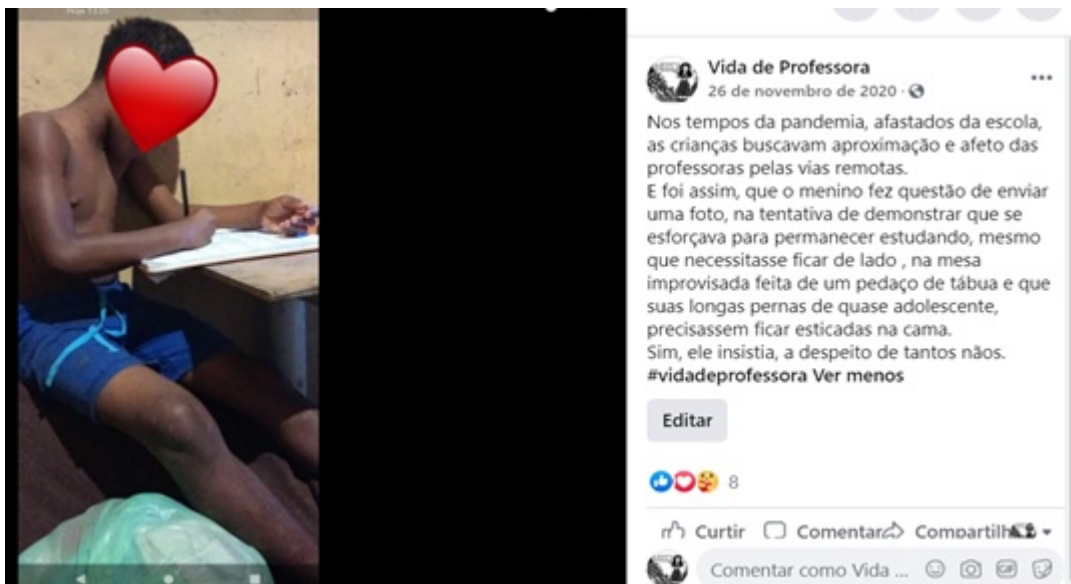 Vida de Professora
26 de novembro de 2020 ·
Nos tempos da pandemia, afastados da escola,
as crianças buscavam aproximação e afeto das
professoras pelas vias remotas.
E foi assim, que o menino fez questão de enviar
uma foto, na tentativa de demonstrar que se
esforçava para permanecer estudando, mesmo
que necessitasse ficar de lado , na mesa
improvisada feita de um pedaço de tábua e que
suas longas pernas de quase adolescente,
precisassem ficar esticadas na cama.
Sim, ele insistia, a despeito de tantos nãos.
#vidadeprofessora Ver menos
Editar
8
Curtir Comentar Compartilh
Comentar como Vida ...
GIF